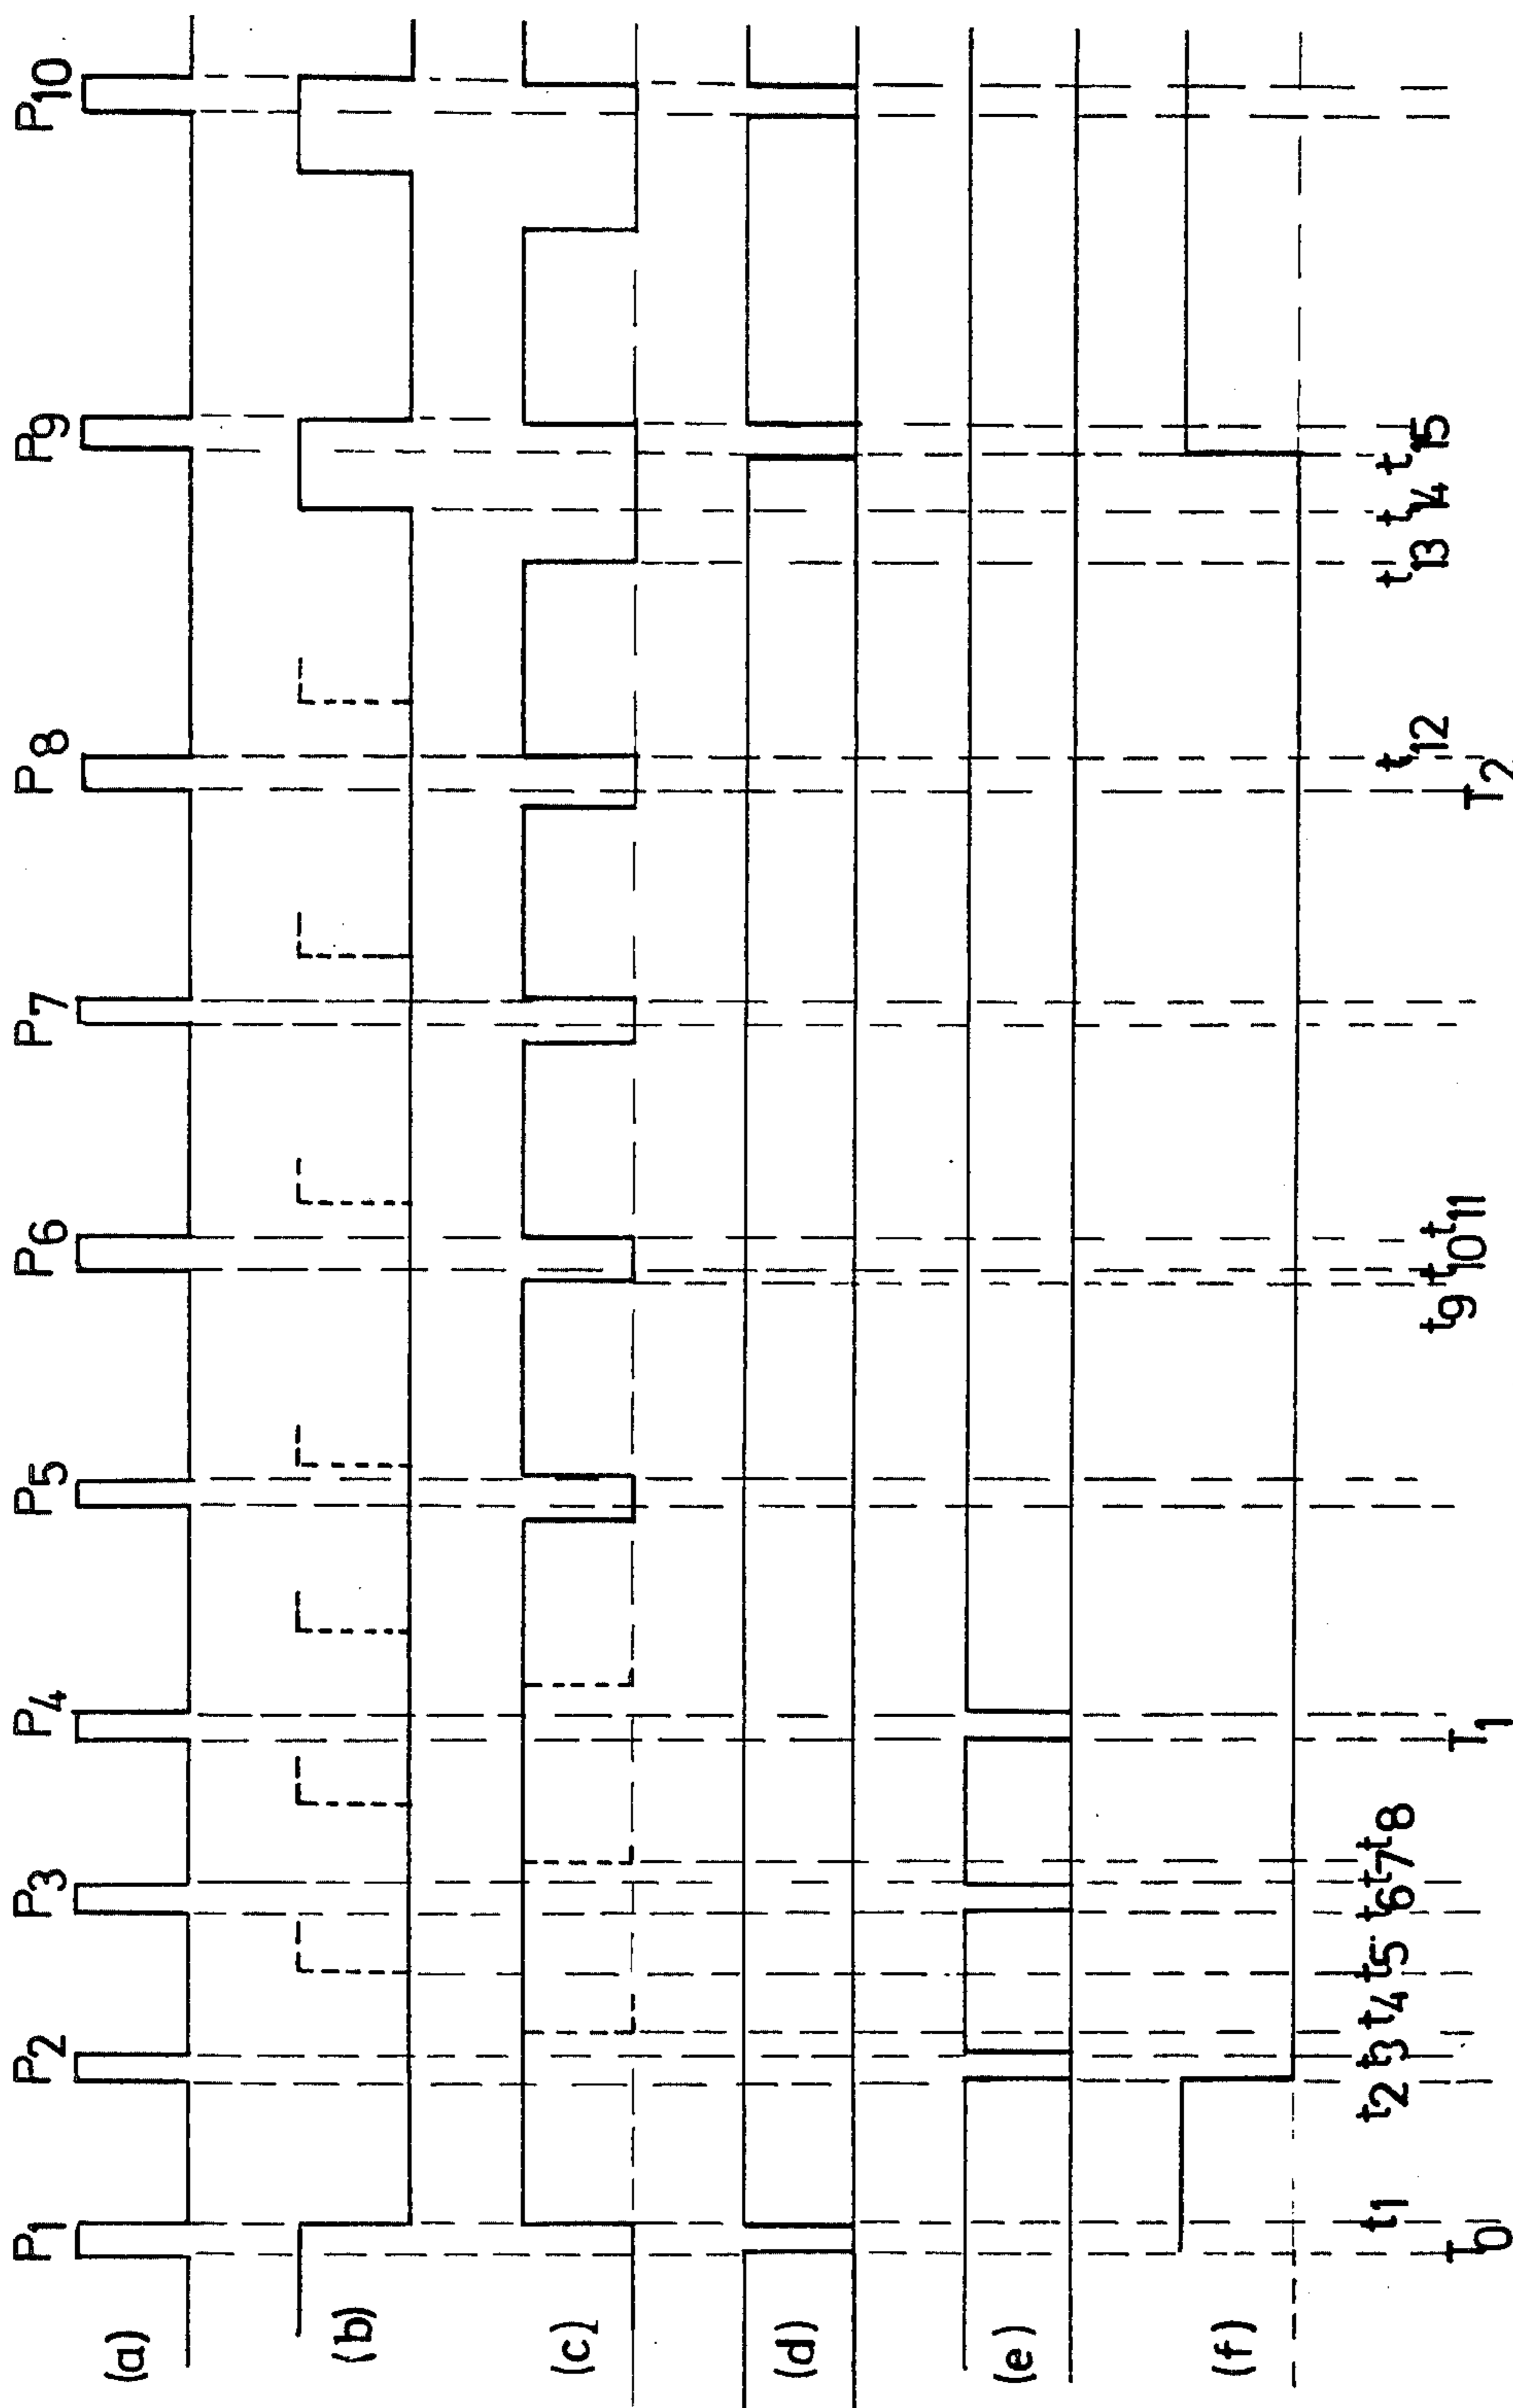 P1 P2 P3 P4 P5 P6 P7 P8 P9 P10
(a)
(b)
(c)
(d)
(e)
(f)
t1 t2 t3 t4 t5 t6 t7 t8 t9 t10 t11 t12 t13 t14 t15
T0 T1 T2